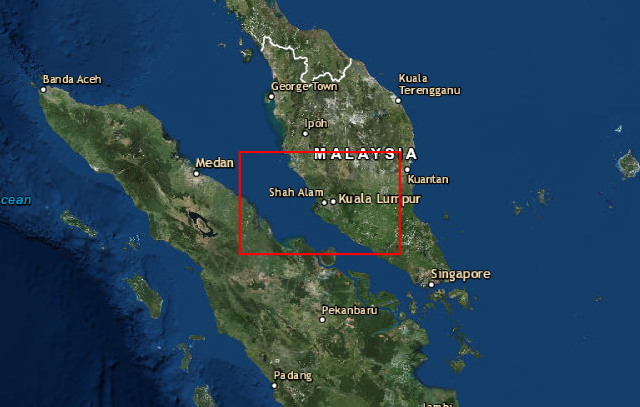 Banda Aceh
George Town
Kuala
Terengganu
Ipoh
MALAYSIA
Medan
Kuantan
Shah Alam
Kuala Lumpur
cean
Singapore
Pekanbaru
Padang